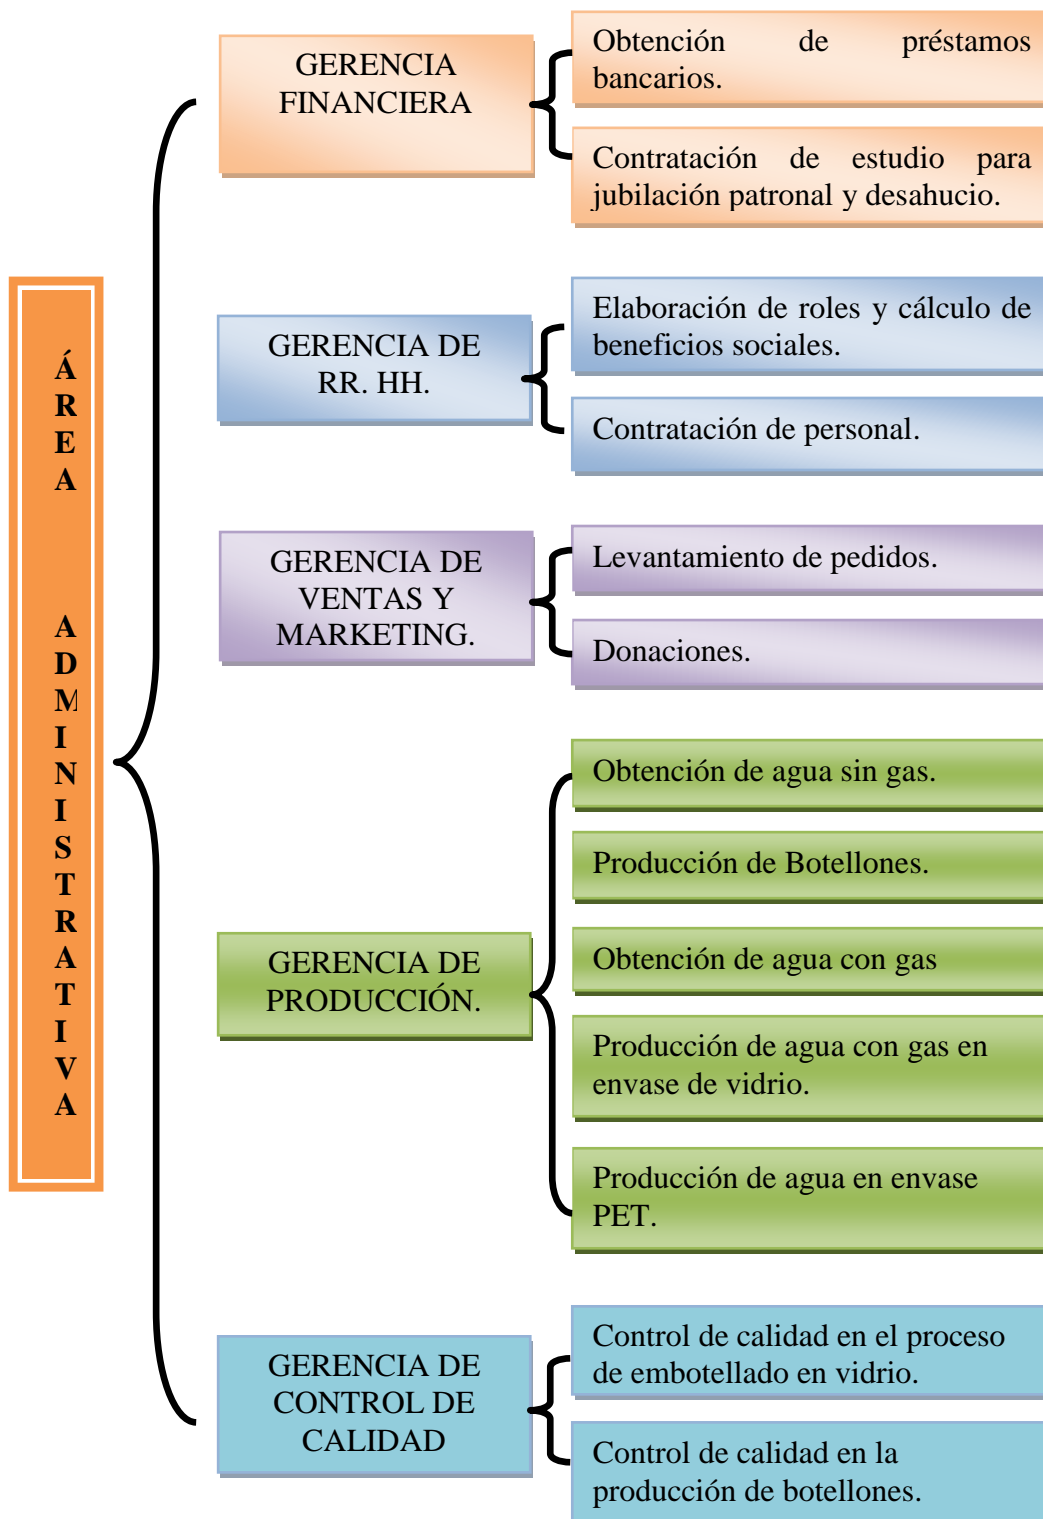 ÁREA ADMINISTRATIVA
GERENCIA
FINANCIERA
Obtención de préstamos
bancarios.
Contratación de estudio para
jubilación patronal y desahucio.
GERENCIA DE
RR. HH.
Elaboración de roles y cálculo de
beneficios sociales.
Contratación de personal.
GERENCIA DE
VENTAS Y
MARKETING.
Levantamiento de pedidos.
Donaciones.
GERENCIA DE
PRODUCCIÓN.
Obtención de agua sin gas.
Producción de Botellones.
Obtención de agua con gas
Producción de agua con gas en
envase de vidrio.
Producción de agua en envase
PET.
GERENCIA DE
CONTROL DE
CALIDAD
Control de calidad en el proceso
de embotellado en vidrio.
Control de calidad en la
producción de botellones.